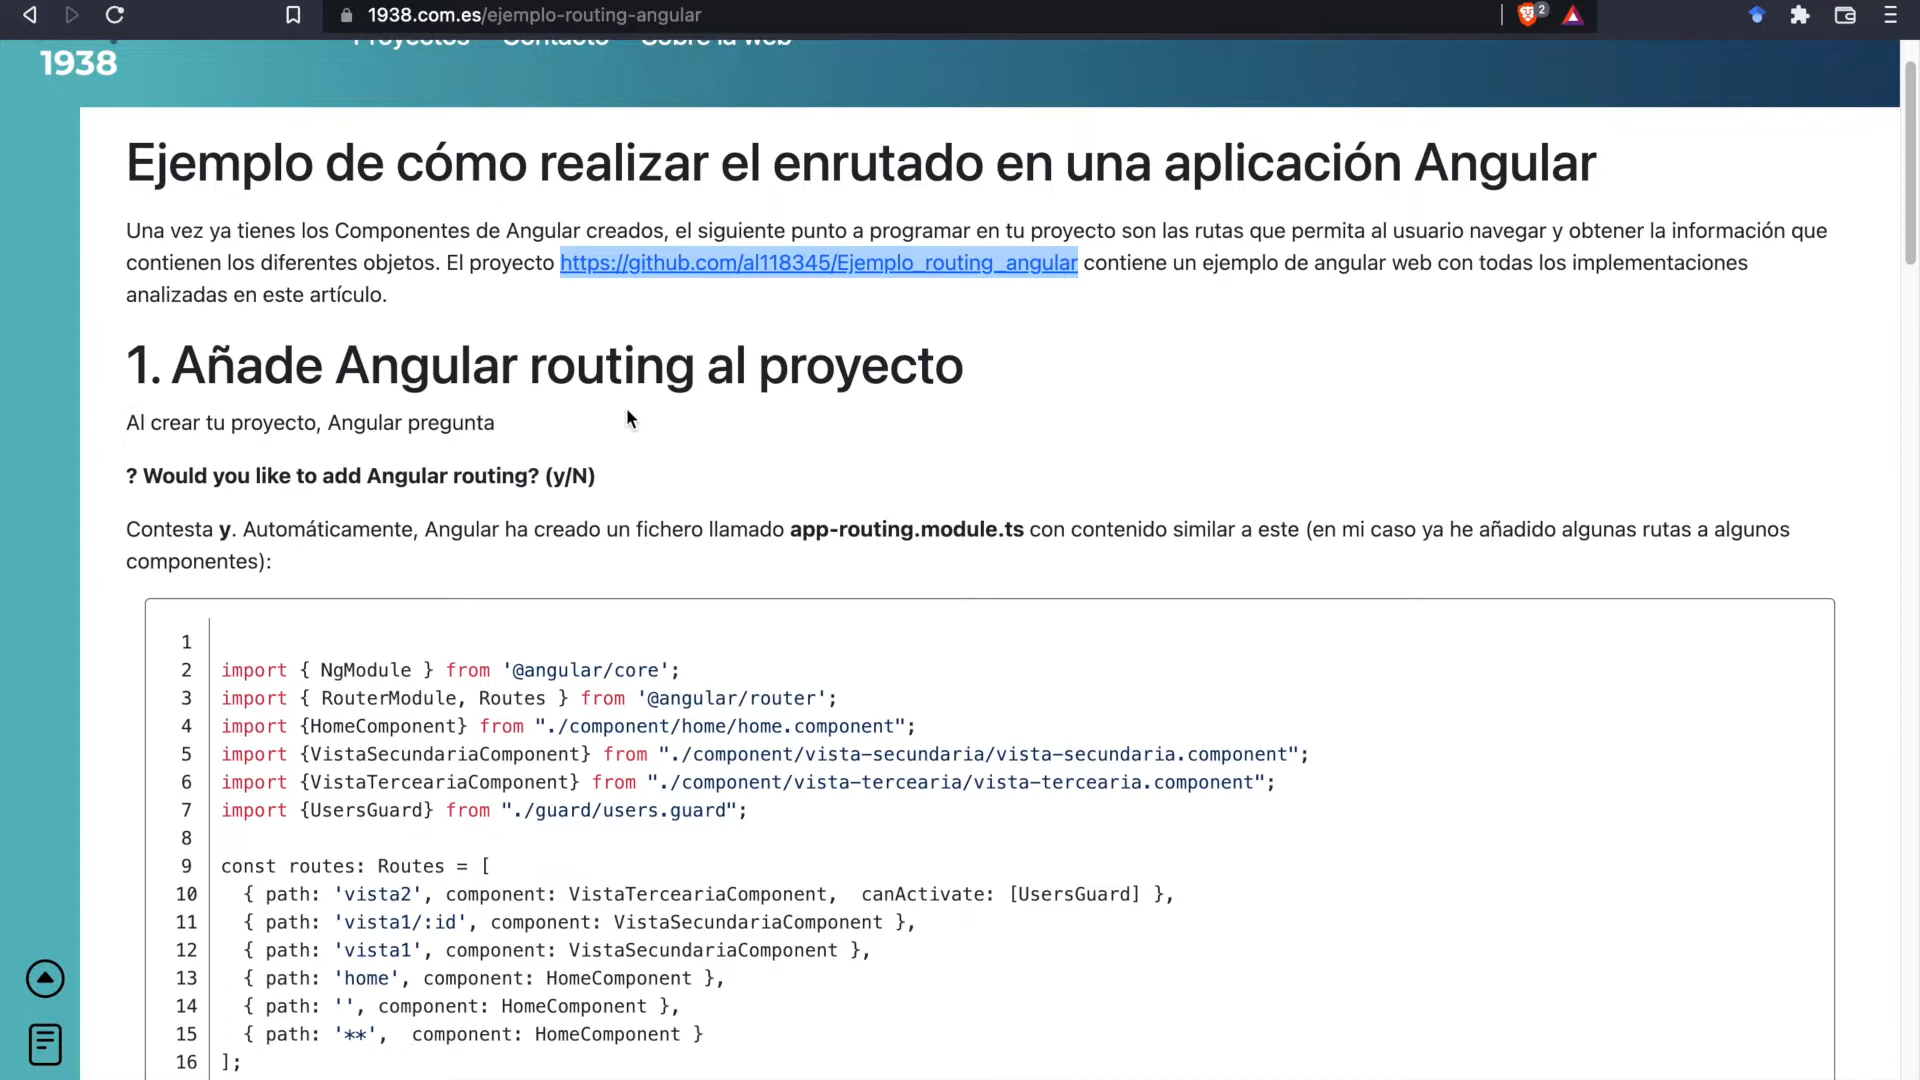 1938.com.es/ejemplo-routing-angular
2
Proyectos Contacto Sobre la web
1938
Ejemplo de cómo realizar el enrutado en una aplicación Angular
Una vez ya tienes los Componentes de Angular creados, el siguiente punto a programar en tu proyecto son las rutas que permita al usuario navegar y obtener la información que
contienen los diferentes objetos. El proyecto https://github.com/al118345/Ejemplo_routing_angular contiene un ejemplo de angular web con todas los implementaciones
analizadas en este artículo.
1. Añade Angular routing al proyecto
Al crear tu proyecto, Angular pregunta
? Would you like to add Angular routing? (y/N)
Contesta y. Automáticamente, Angular ha creado un fichero llamado app-routing.module.ts con contenido similar a este (en mi caso ya he añadido algunas rutas a algunos
componentes):
1
2 import { NgModule } from '@angular/core';
3 import { RouterModule, Routes } from '@angular/router';
4 import {HomeComponent} from "./component/home/home.component";
5 import {VistaSecundariaComponent} from "./component/vista-secundaria/vista-secundaria.component";
6 import {VistaTerceariaComponent} from "./component/vista-tercearia/vista-tercearia.component";
7 import {UsersGuard} from "./guard/users.guard";
8
9 const routes: Routes = [
10 { path: 'vista2', component: VistaTerceariaComponent, canActivate: [UsersGuard] },
11 { path: 'vista1/:id', component: VistaSecundariaComponent },
12 { path: 'vista1', component: VistaSecundariaComponent },
13 { path: 'home', component: HomeComponent },
14 { path: '', component: HomeComponent },
15 { path: '**', component: HomeComponent }
16 ];